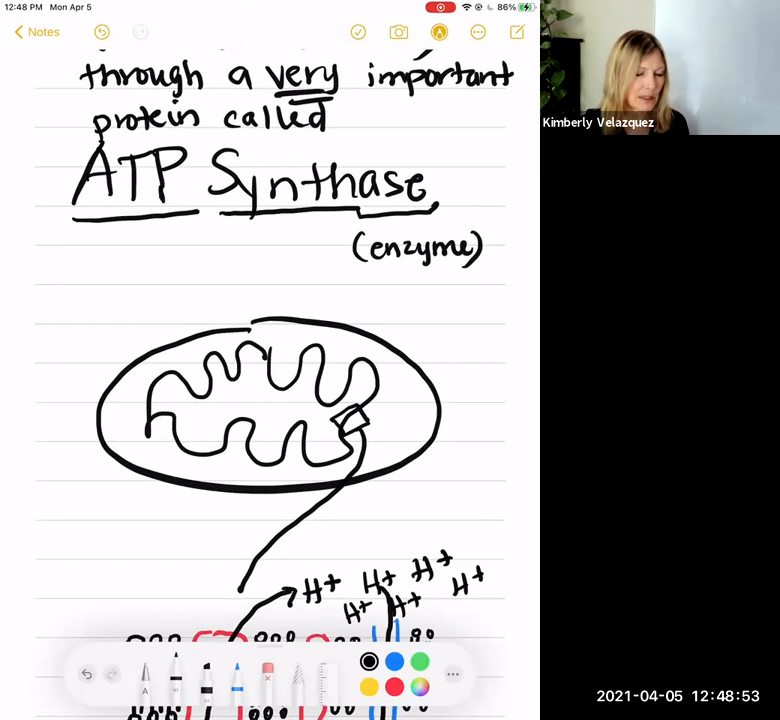 12:48 PM Mon Apr 5
86%
Notes
through a very important
protein called
ATP Synthase
(enzyme)
H+ H+ H+ H+
H+ H+
A
Kimberly Velazquez
2021-04-05 12:48:53